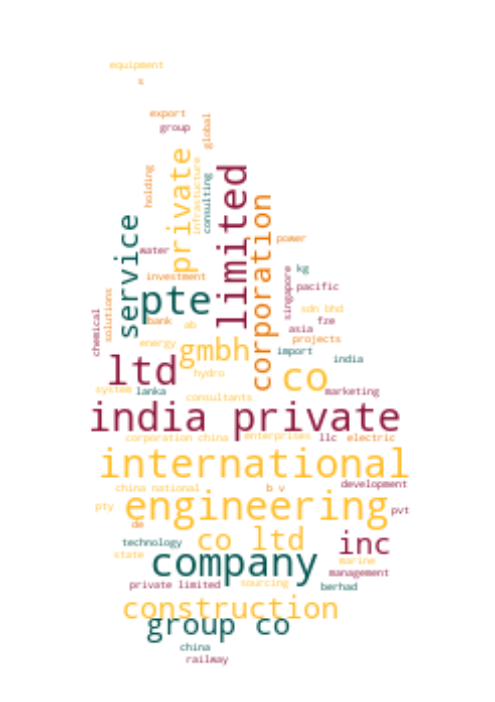 equipment
s
export
group
global
private
infrastructure
consulting
holding
limited
corporation
service
water
power
investment
kg
singapore
pacific
pte
solutions
chemical
bank
ab
sdn bhd
fze
asia
projects
energy
gmbh
import
india
ltd
hydro
co
system
lanka
consultants
marketing
india private
corporation china
enterprises
llc
electric
international
china national
b v
development
pty
engineering
pvt
de
technology
co ltd
inc
state
company
marine
management
private limited
sourcing
berhad
construction
group co
china
railway